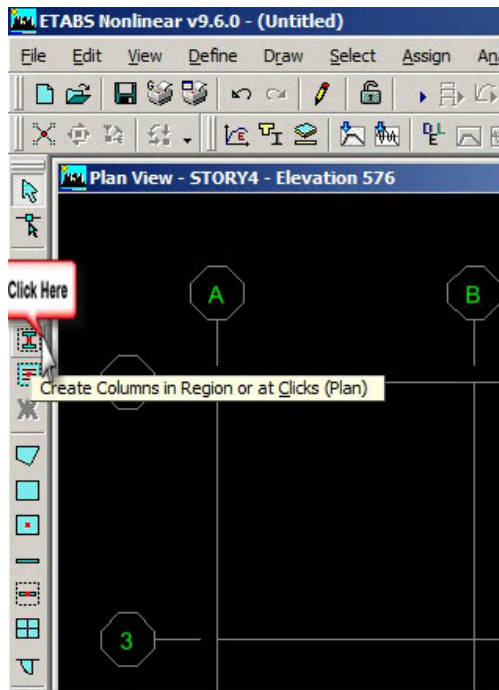 ETABS Nonlinear v9.6.0 - (Untitled)
File Edit View Define Draw Select Assign An
Plan View - STORY4 - Elevation 576
Click Here
A
B
Create Columns in Region or at Clicks (Plan)
3